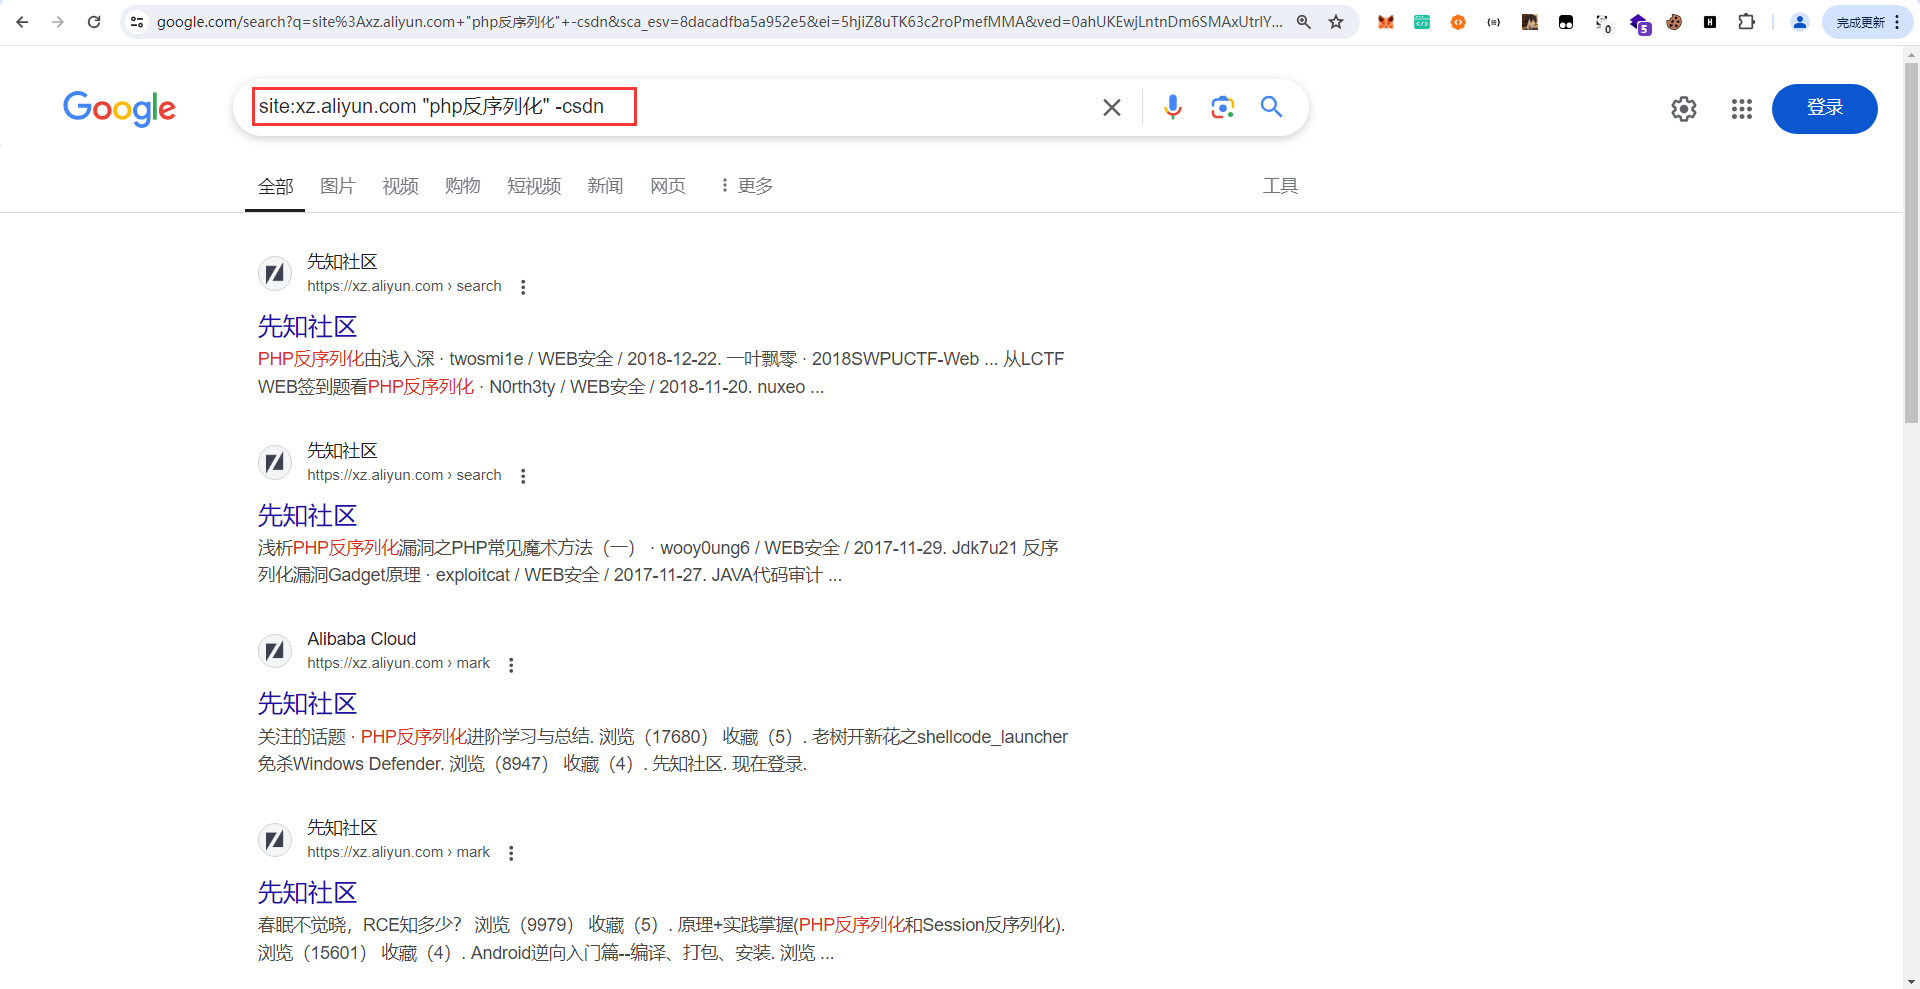 google.com/search?q=site%3Axz.aliyun.com+"php反序列化"+-csdn&sca_esv=8dacadfba5a952e5&ei=5hjiZ8uTK63c2roPmefMMA&ved=0ahUKEwjLntnDm6SMAxUtrlY...
0
5
完成更新
Google
site:xz.aliyun.com "php反序列化" -csdn
登录
全部 图片 视频 购物 短视频 新闻 网页 更多 工具
先知社区
https://xz.aliyun.com › search
先知社区
PHP反序列化由浅入深 · twosmi1e / WEB安全 / 2018-12-22. 一叶飘零 · 2018SWPUCTF-Web ... 从LCTF
WEB签到题看PHP反序列化 · N0rth3ty / WEB安全 / 2018-11-20. nuxeo ...
先知社区
https://xz.aliyun.com › search
先知社区
浅析PHP反序列化漏洞之PHP常见魔术方法（一） · wooy0ung6 / WEB安全 / 2017-11-29. Jdk7u21 反序
列化漏洞Gadget原理 · exploitcat / WEB安全 / 2017-11-27. JAVA代码审计 ...
Alibaba Cloud
https://xz.aliyun.com › mark
先知社区
关注的话题 · PHP反序列化进阶学习与总结. 浏览（17680） 收藏（5）. 老树开新花之shellcode_launcher
免杀Windows Defender. 浏览（8947） 收藏（4）. 先知社区. 现在登录.
先知社区
https://xz.aliyun.com › mark
先知社区
春眠不觉晓，RCE知多少？ 浏览（9979） 收藏（5）. 原理+实践掌握(PHP反序列化和Session反序列化).
浏览（15601） 收藏（4）. Android逆向入门篇--编译、打包、安装. 浏览 ...